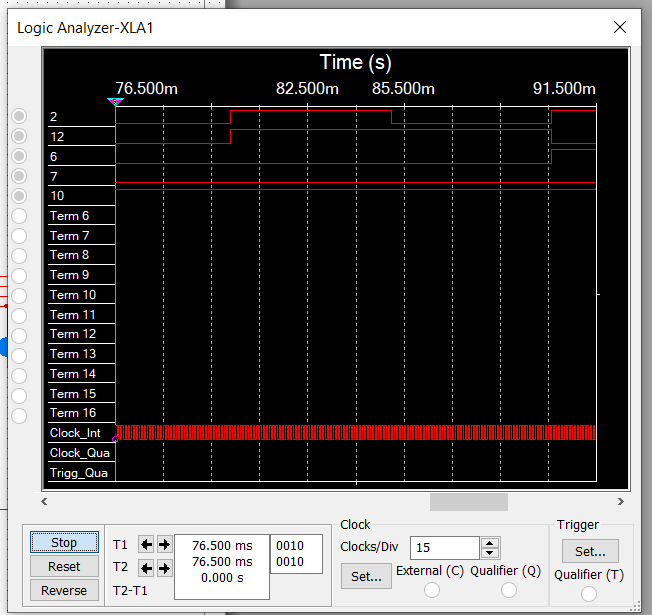 Logic Analyzer-XLA1
Time (s)
76.500m 82.500m 85.500m 91.500m
2
12
6
7
10
Term 6
Term 7
Term 8
Term 9
Term 10
Term 11
Term 12
Term 13
Term 14
Term 15
Term 16
Clock_Int
Clock_Qua
Trigg_Qua
Stop
Reset
Reverse
T1
T2
T2-T1
76.500 ms 0010
76.500 ms 0010
0.000 s
Clock
Clocks/Div 15
Set...
External (C) Qualifier (Q)
Trigger
Set...
Qualifier (T)